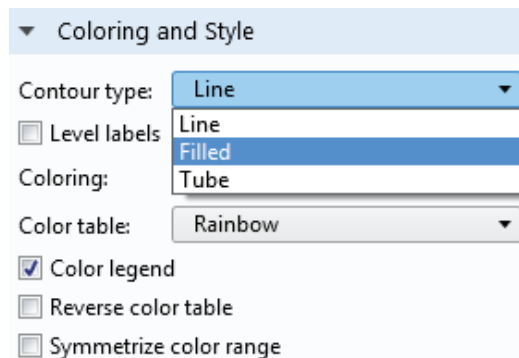 Coloring and Style
Contour type: Line
Level labels Line
Filled
Coloring: Tube
Color table: Rainbow
Color legend
Reverse color table
Symmetrize color range